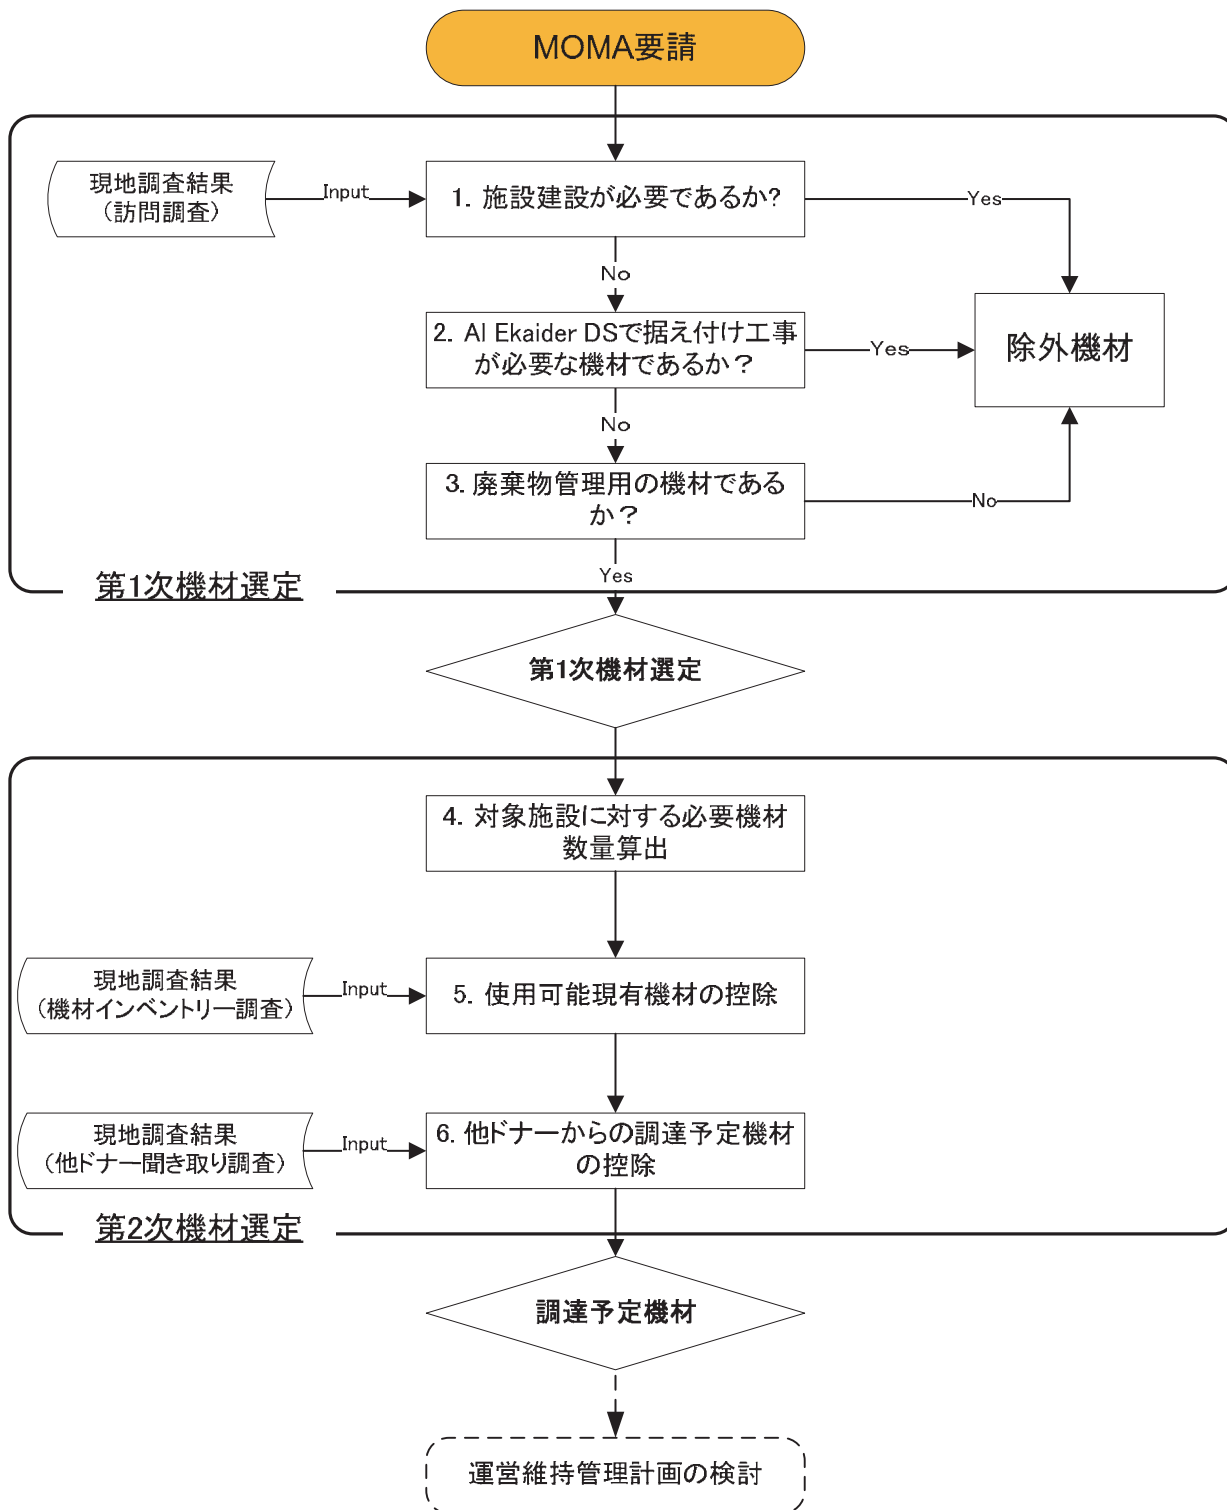 MOMA要請
現地調査結果
（訪問調査）
Input
1. 施設建設が必要であるか?
Yes
No
2. Al Ekaider DSで据え付け工事
が必要な機材であるか？
Yes
除外機材
No
3. 廃棄物管理用の機材である
か？
No
Yes
第1次機材選定
第1次機材選定
4. 対象施設に対する必要機材
数量算出
現地調査結果
（機材インベントリー調査）
Input
5. 使用可能現有機材の控除
現地調査結果
（他ドナー聞き取り調査）
Input
6. 他ドナーからの調達予定機材
の控除
第2次機材選定
調達予定機材
運営維持管理計画の検討